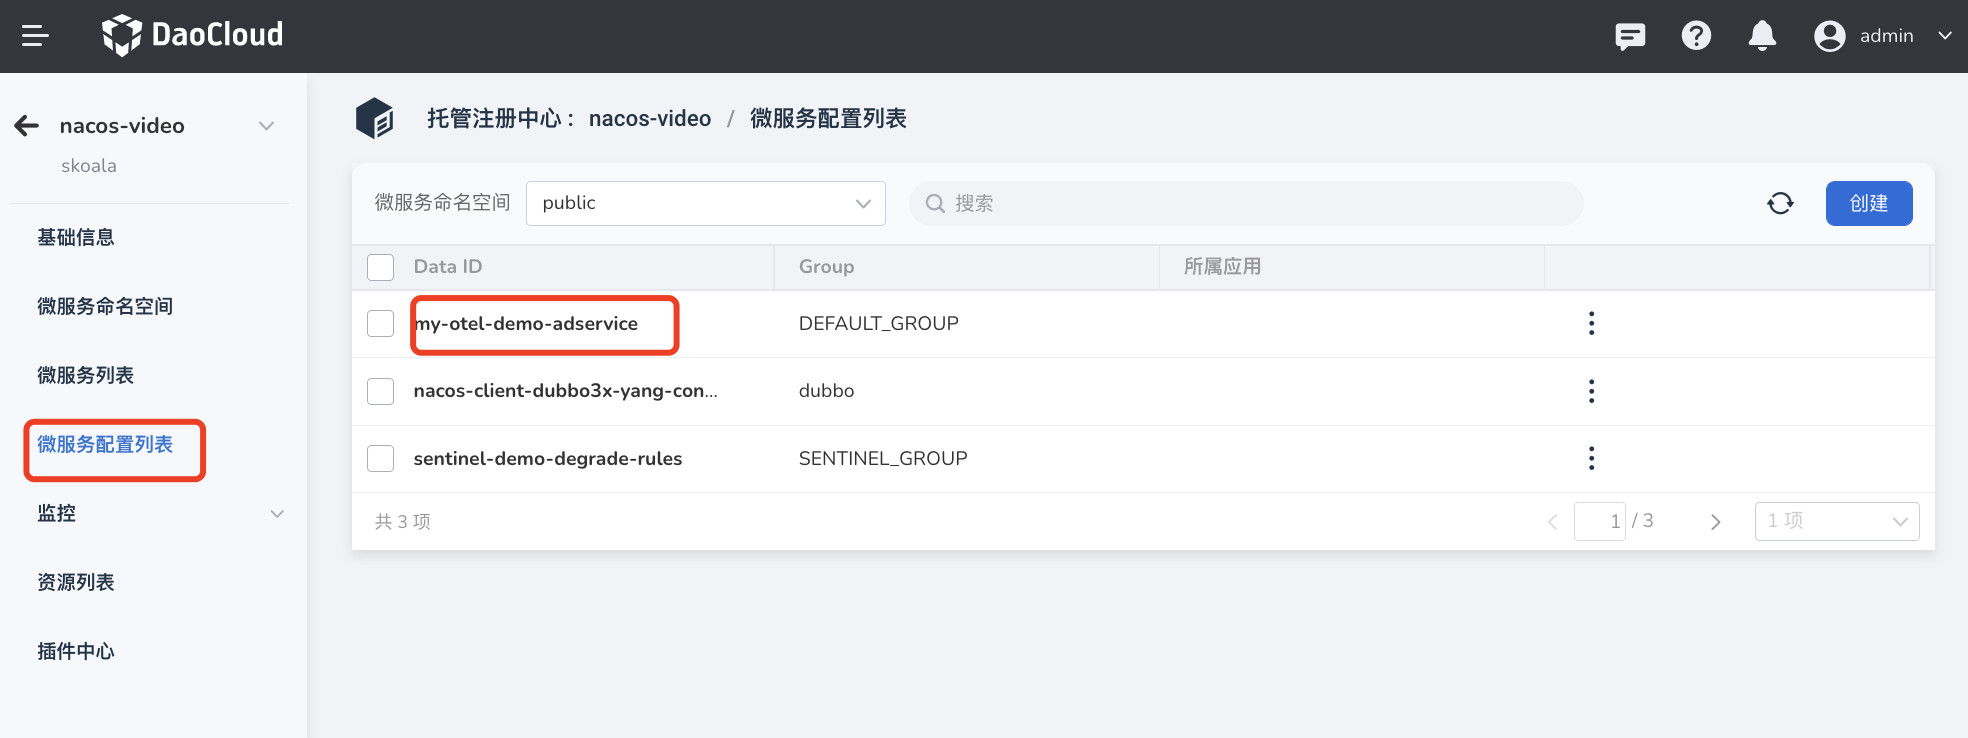 DaoCloud
admin
nacos-video
skoala
基础信息
微服务命名空间
微服务列表
微服务配置列表
监控
资源列表
插件中心
托管注册中心： nacos-video / 微服务配置列表
微服务命名空间 public 搜索 创建
Data ID Group 所属应用
my-otel-demo-adservice DEFAULT_GROUP
nacos-client-dubbo3x-yang-con... dubbo
sentinel-demo-degrade-rules SENTINEL_GROUP
共 3 项 1 / 3 1 项